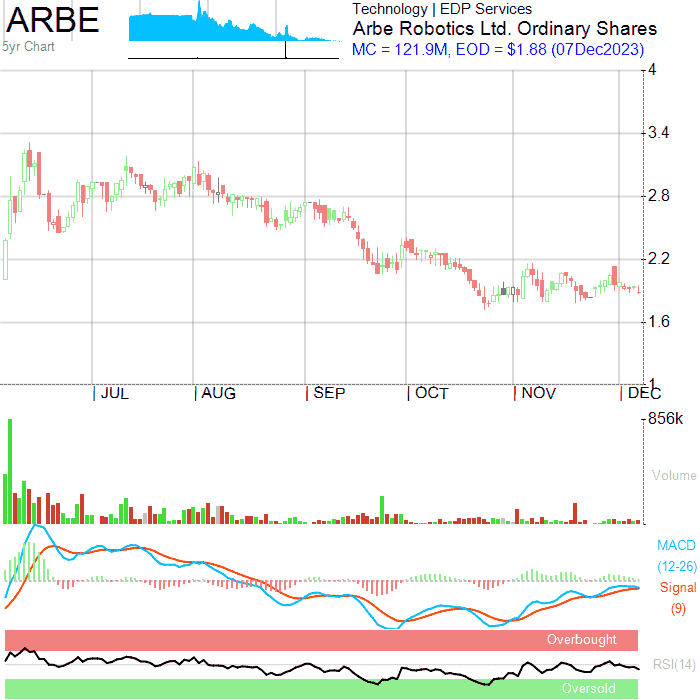 ARBE
5yr Chart
Technology | EDP Services
Arbe Robotics Ltd. Ordinary Shares
MC = 121.9M, EOD = $1.88 (07Dec2023)
4
3.4
2.8
2.2
1.6
1
JUL
AUG
SEP
OCT
NOV
DEC
856k
Volume
MACD
(12-26)
Signal
(9)
Overbought
RSI(14)
Oversold